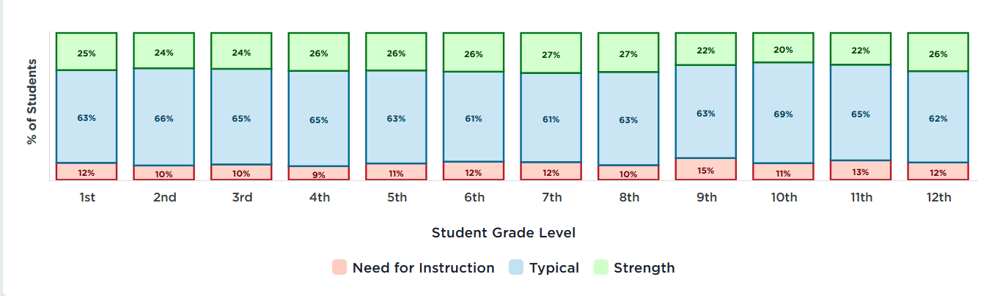 % of Students
25% 24% 24% 26% 26% 26% 27% 27% 22% 20% 22% 26%
63% 66% 65% 65% 63% 61% 61% 63% 63% 69% 65% 62%
12% 10% 10% 9% 11% 12% 12% 10% 15% 11% 13% 12%
1st 2nd 3rd 4th 5th 6th 7th 8th 9th 10th 11th 12th
Student Grade Level
Need for Instruction Typical Strength